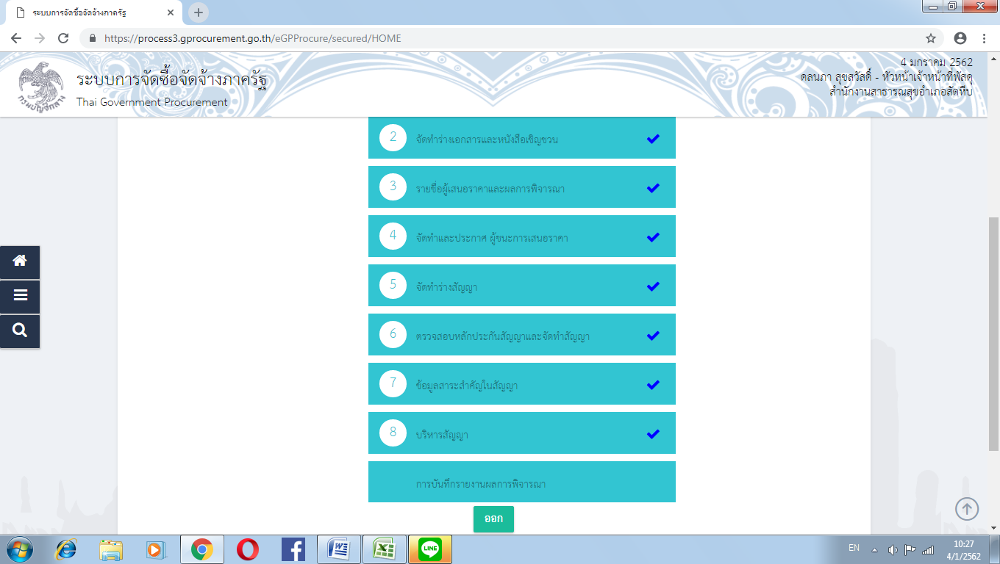 ระบบการจัดซื้อจัดจ้างภาครัฐ
https://process3.gprocurement.go.th/eGPProcure/secured/HOME
กรมบัญชีกลาง
ระบบการจัดซื้อจัดจ้างภาครัฐ
Thai Government Procurement
4 มกราคม 2562
ดลนภา สุขสวัสดิ์ - หัวหน้าเจ้าหน้าที่พัสดุ
สำนักงานสาธารณสุขอำเภอสัตหีบ
2 จัดทำร่างเอกสารและหนังสือเชิญชวน
3 รายชื่อผู้เสนอราคาและผลการพิจารณา
4 จัดทำและประกาศ ผู้ชนะการเสนอราคา
5 จัดทำร่างสัญญา
6 ตรวจสอบหลักประกันสัญญาและจัดทำสัญญา
7 ข้อมูลสาระสำคัญในสัญญา
8 บริหารสัญญา
การบันทึกรายงานผลการพิจารณา
ออก
LINE
EN
10:27
4/1/2562